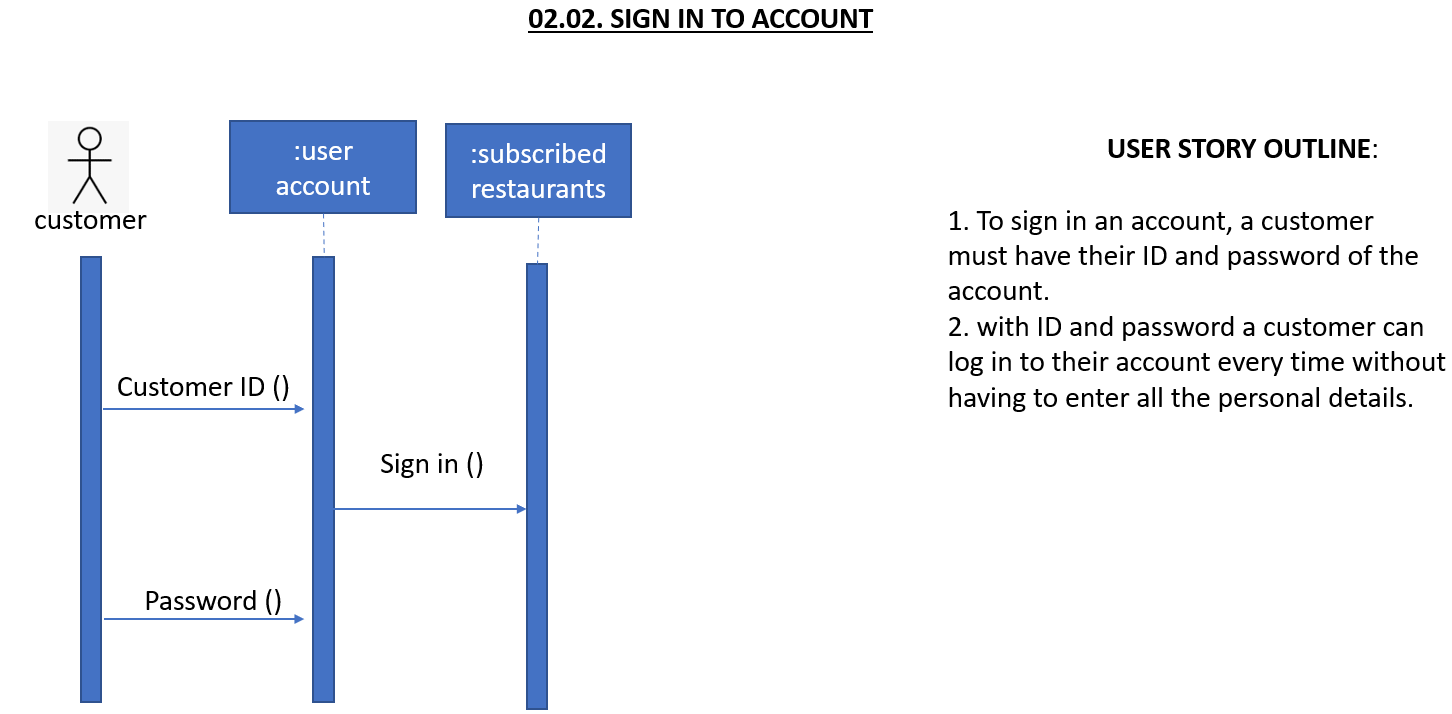 02.02. SIGN IN TO ACCOUNT
customer
:user
account
:subscribed
restaurants
Customer ID ()
Sign in ()
Password ()
USER STORY OUTLINE:
1. To sign in an account, a customer
must have their ID and password of the
account.
2. with ID and password a customer can
log in to their account every time without
having to enter all the personal details.